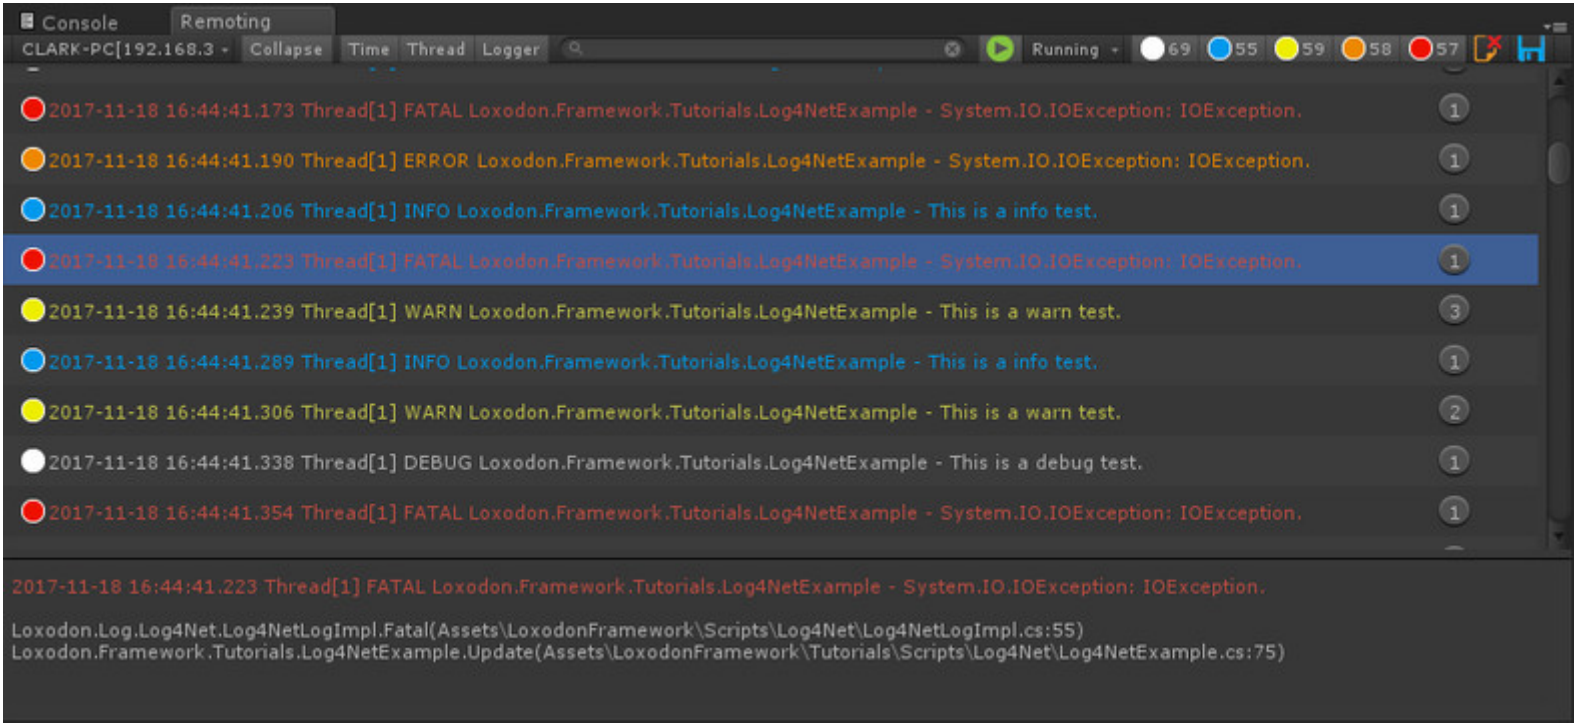 Console Remoting
CLARK-PC[192.168.3 Collapse Time Thread Logger Running 69 55 59 58 57
2017-11-18 16:44:41.173 Thread[1] FATAL Loxodon.Framework.Tutorials.Log4NetExample - System.IO.IOException: IOException. 1
2017-11-18 16:44:41.190 Thread[1] ERROR Loxodon.Framework.Tutorials.Log4NetExample - System.IO.IOException: IOException. 1
2017-11-18 16:44:41.206 Thread[1] INFO Loxodon.Framework.Tutorials.Log4NetExample - This is a info test. 1
2017-11-18 16:44:41.223 Thread[1] FATAL Loxodon.Framework.Tutorials.Log4NetExample - System.IO.IOException: IOException. 1
2017-11-18 16:44:41.239 Thread[1] WARN Loxodon.Framework.Tutorials.Log4NetExample - This is a warn test. 3
2017-11-18 16:44:41.289 Thread[1] INFO Loxodon.Framework.Tutorials.Log4NetExample - This is a info test. 1
2017-11-18 16:44:41.306 Thread[1] WARN Loxodon.Framework.Tutorials.Log4NetExample - This is a warn test. 2
2017-11-18 16:44:41.338 Thread[1] DEBUG Loxodon.Framework.Tutorials.Log4NetExample - This is a debug test. 1
2017-11-18 16:44:41.354 Thread[1] FATAL Loxodon.Framework.Tutorials.Log4NetExample - System.IO.IOException: IOException. 1
2017-11-18 16:44:41.223 Thread[1] FATAL Loxodon.Framework.Tutorials.Log4NetExample - System.IO.IOException: IOException.
Loxodon.Log.Log4Net.Log4NetLogImpl.Fatal(Assets\LoxodonFramework\Scripts\Log4Net\Log4NetLogImpl.cs:55)
Loxodon.Framework.Tutorials.Log4NetExample.Update(Assets\LoxodonFramework\Tutorials\Scripts\Log4Net\Log4NetExample.cs:75)